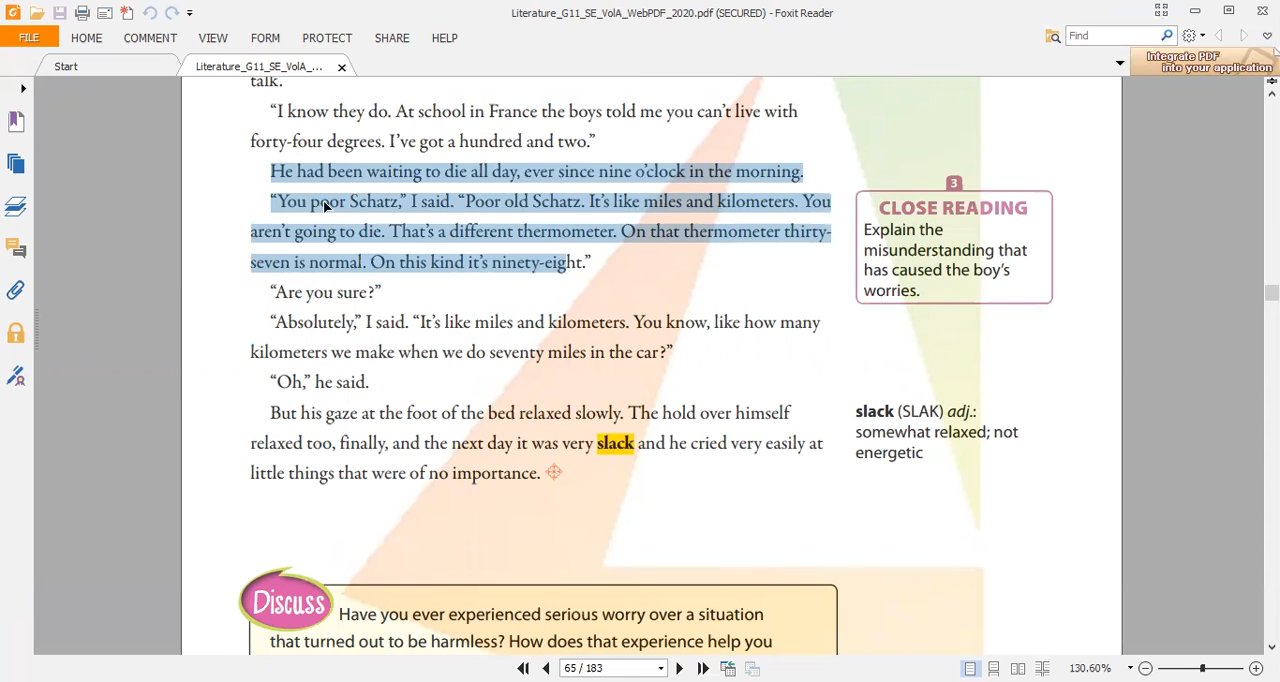 Literature_G11_SE_VolA_WebPDF_2020.pdf (SECURED) - Foxit Reader
FILE HOME COMMENT VIEW FORM PROTECT SHARE HELP
Find
Start
Literature_G11_SE_VolA_...
Integrate PDF
into your application
talk.
“I know they do. At school in France the boys told me you can’t live with
forty-four degrees. I’ve got a hundred and two.”
He had been waiting to die all day, ever since nine o’clock in the morning.
“You poor Schatz,” I said. “Poor old Schatz. It’s like miles and kilometers. You
aren’t going to die. That’s a different thermometer. On that thermometer thirty-
seven is normal. On this kind it’s ninety-eight.”
“Are you sure?”
“Absolutely,” I said. “It’s like miles and kilometers. You know, like how many
kilometers we make when we do seventy miles in the car?”
“Oh,” he said.
But his gaze at the foot of the bed relaxed slowly. The hold over himself
relaxed too, finally, and the next day it was very slack and he cried very easily at
little things that were of no importance.
3
CLOSE READING
Explain the
misunderstanding that
has caused the boy’s
worries.
slack (SLAK) adj.:
somewhat relaxed; not
energetic
Discuss
Have you ever experienced serious worry over a situation
that turned out to be harmless? How does that experience help you
65 / 183
130.60%